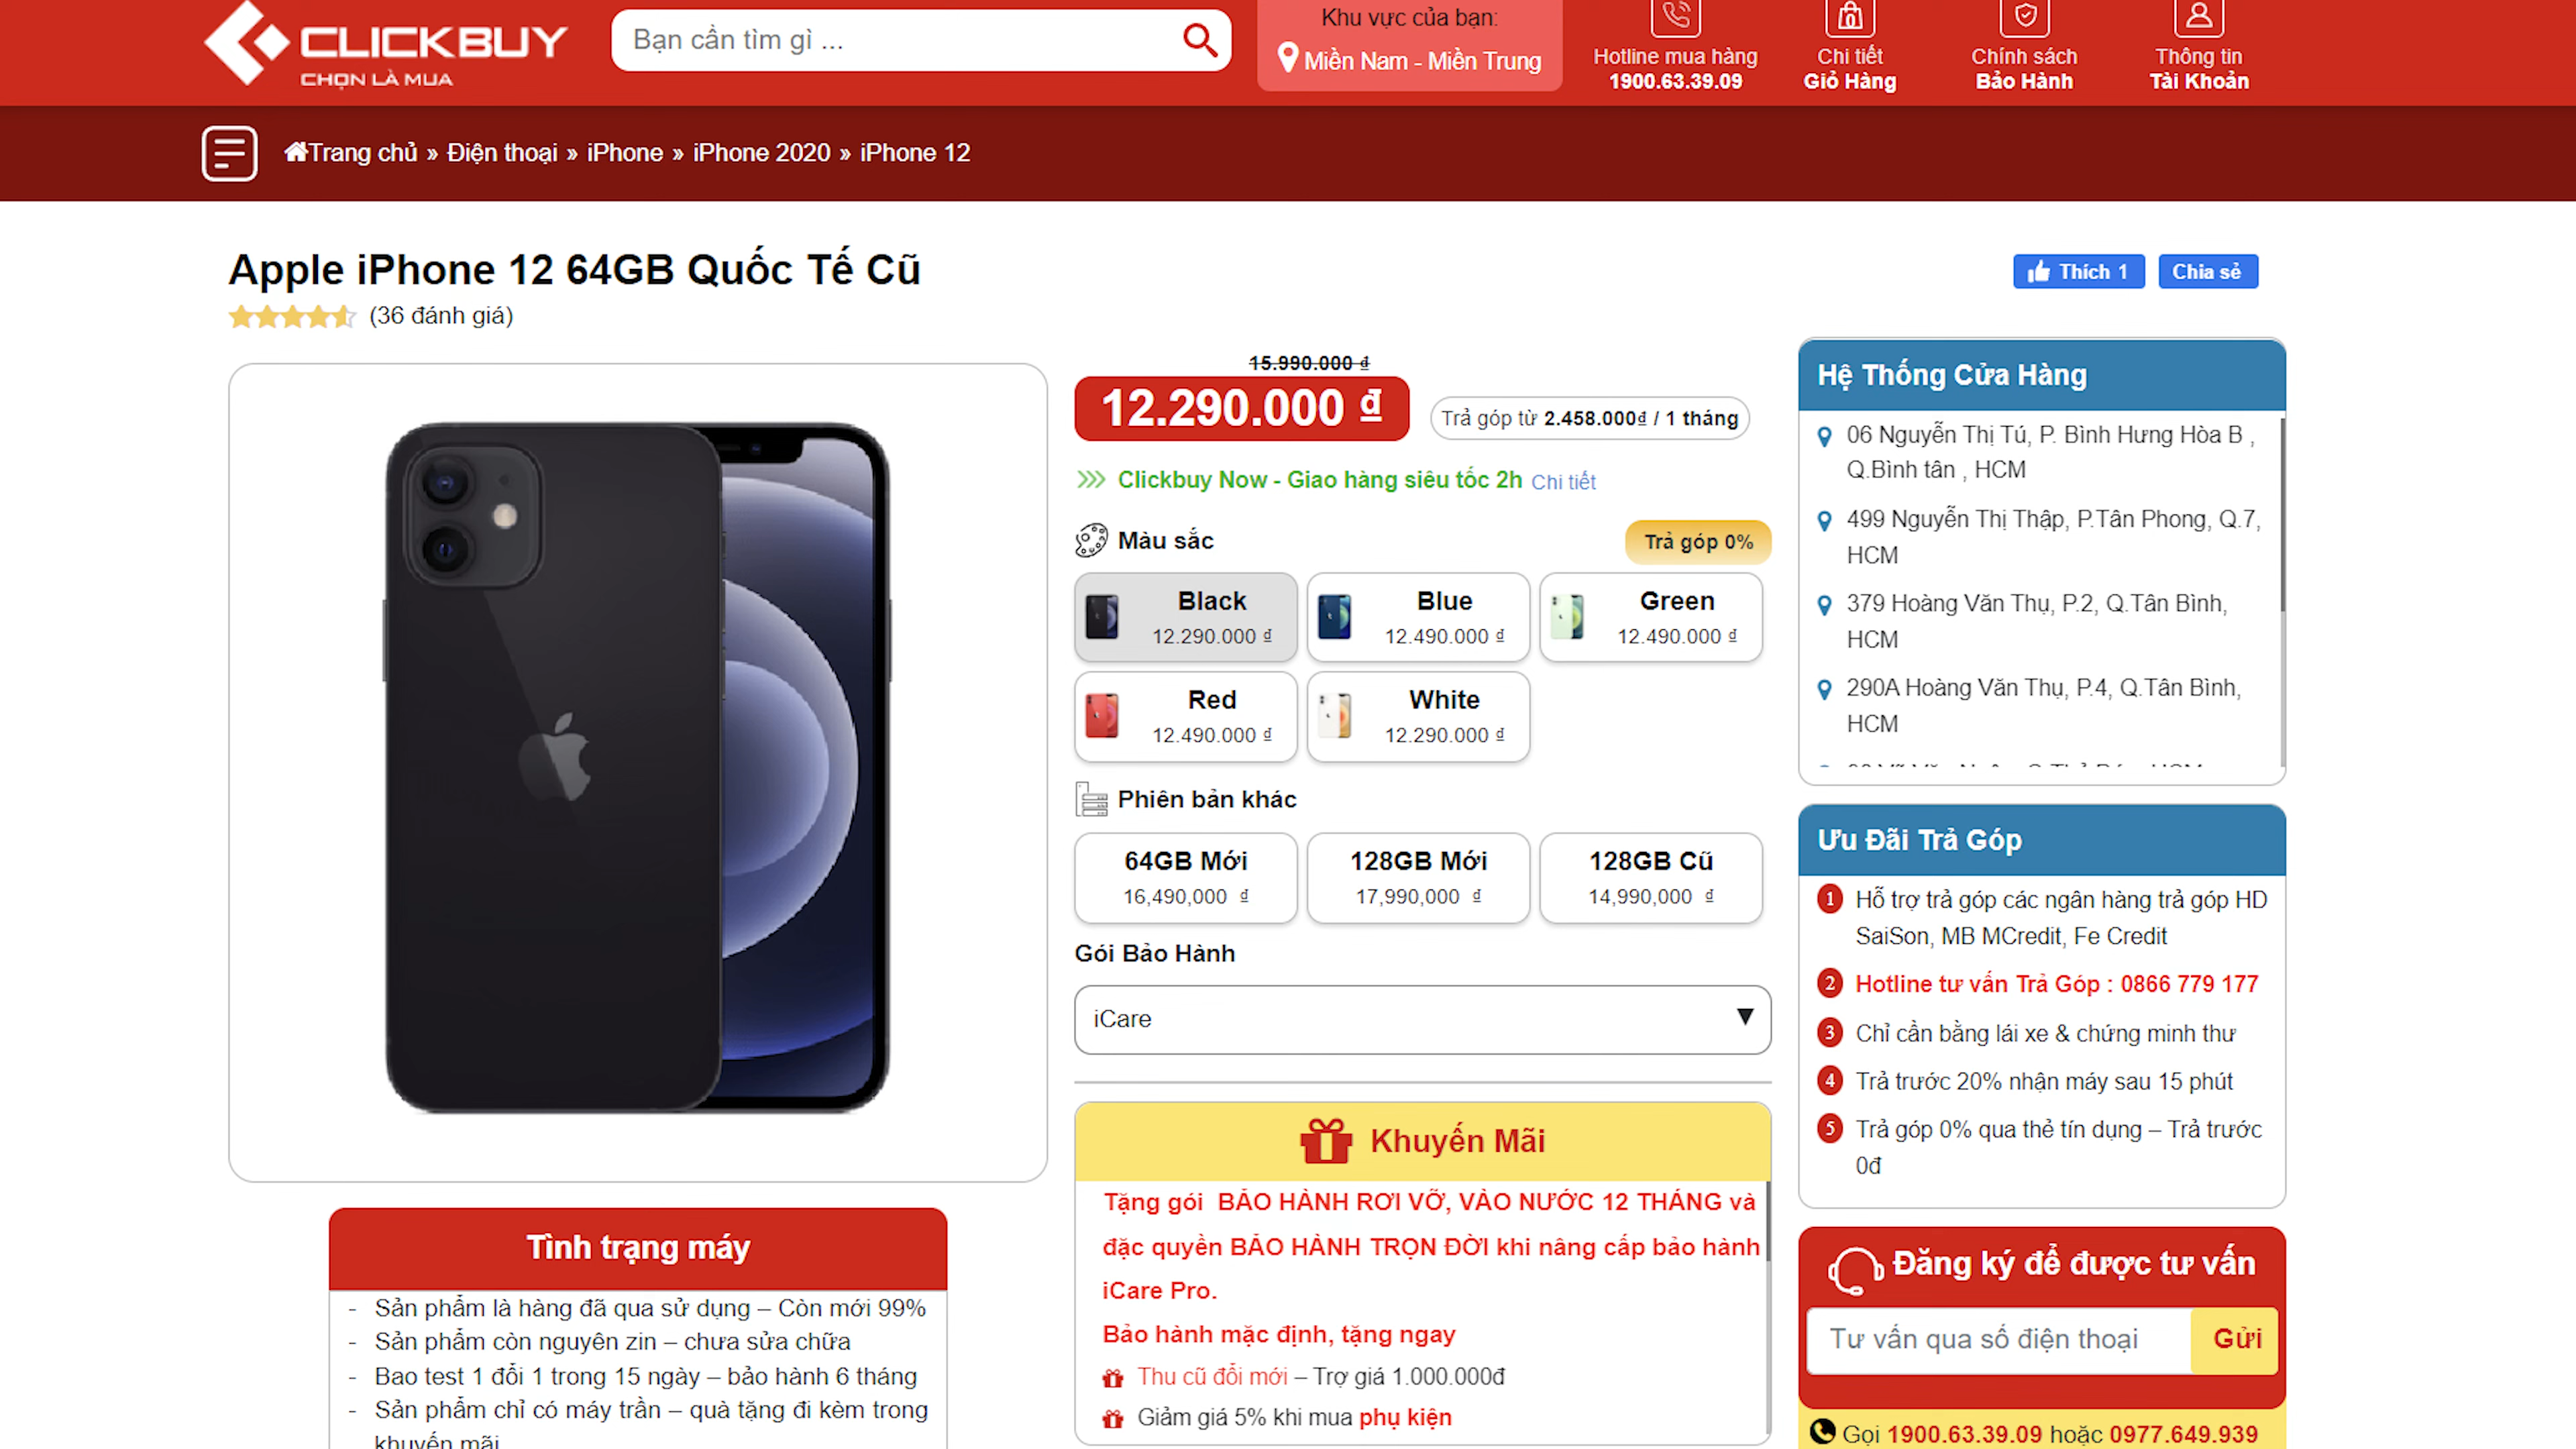 CLICKBUY
CHỌN LÀ MUA
Bạn cần tìm gì ...
Khu vực của bạn:
Miền Nam - Miền Trung
Hotline mua hàng
1900.63.39.09
Chi tiết
Giỏ Hàng
0
Chính sách
Bảo Hành
Thông tin
Tài Khoản
Trang chủ » Điện thoại » iPhone » iPhone 2020 » iPhone 12
Apple iPhone 12 64GB Quốc Tế Cũ
(36 đánh giá)
Thích 1
Chia sẻ
15.990.000 ₫
12.290.000 ₫
Trả góp từ 2.458.000₫ / 1 tháng
Clickbuy Now - Giao hàng siêu tốc 2h Chi tiết
Màu sắc
Trả góp 0%
Black
12.290.000 ₫
Blue
12.490.000 ₫
Green
12.490.000 ₫
Red
12.490.000 ₫
White
12.290.000 ₫
Phiên bản khác
64GB Mới
16,490,000 ₫
128GB Mới
17,990,000 ₫
128GB Cũ
14,990,000 ₫
Gói Bảo Hành
iCare
Khuyến Mãi
Tặng gói BẢO HÀNH RƠI VỠ, VÀO NƯỚC 12 THÁNG và
đặc quyền BẢO HÀNH TRỌN ĐỜI khi nâng cấp bảo hành
iCare Pro.
Bảo hành mặc định, tặng ngay
Thu cũ đổi mới – Trợ giá 1.000.000đ
Giảm giá 5% khi mua phụ kiện
Tình trạng máy
- Sản phẩm là hàng đã qua sử dụng – Còn mới 99%
- Sản phẩm còn nguyên zin – chưa sửa chữa
- Bao test 1 đổi 1 trong 15 ngày – bảo hành 6 tháng
- Sản phẩm chỉ có máy trần – quà tặng đi kèm trong
khuyến mãi
Hệ Thống Cửa Hàng
06 Nguyễn Thị Tú, P. Bình Hưng Hòa B ,
Q.Bình tân , HCM
499 Nguyễn Thị Thập, P.Tân Phong, Q.7,
HCM
379 Hoàng Văn Thụ, P.2, Q.Tân Bình,
HCM
290A Hoàng Văn Thụ, P.4, Q.Tân Bình,
HCM
Ưu Đãi Trả Góp
1 Hỗ trợ trả góp các ngân hàng trả góp HD
SaiSon, MB MCredit, Fe Credit
2 Hotline tư vấn Trả Góp : 0866 779 177
3 Chỉ cần bằng lái xe & chứng minh thư
4 Trả trước 20% nhận máy sau 15 phút
5 Trả góp 0% qua thẻ tín dụng – Trả trước
0đ
Đăng ký để được tư vấn
Tư vấn qua số điện thoại
Gửi
Gọi 1900.63.39.09 hoặc 0977.649.939